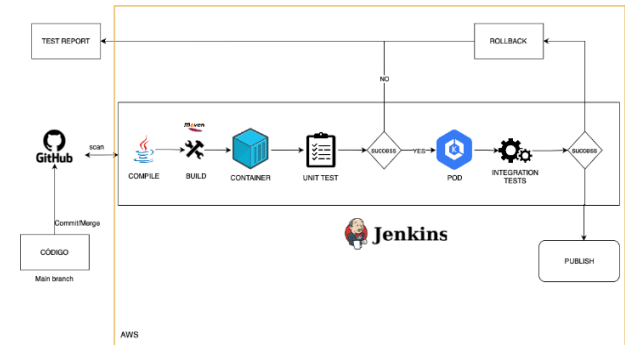 TEST REPORT
ROLLBACK
NO
Maven
GitHub
scan
COMPILE
BUILD
CONTAINER
UNIT TEST
SUCCESS
YES
POD
INTEGRATION
TESTS
SUCCESS
Commit/Merge
Jenkins
CÓDIGO
PUBLISH
Main branch
AWS